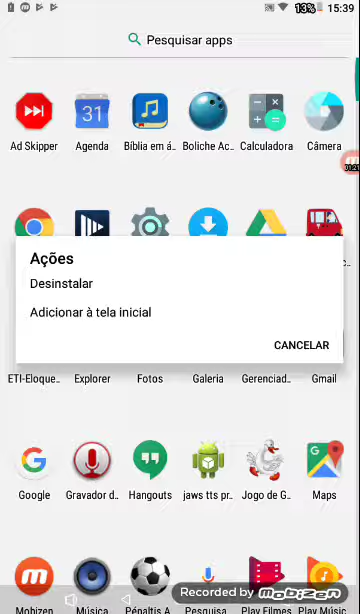 13% 15:39
Pesquisar apps
31
Ad Skipper Agenda Bíblia em á.. Boliche Ac.. Calculadora Câmera
Ações
Desinstalar
Adicionar à tela inicial
CANCELAR
ETI-Eloque.. Explorer Fotos Galeria Gerenciad.. Gmail
Google Gravador d.. Hangouts jaws tts pr.. Jogo de G.. Maps
Recorded by mobizen
Mobizen Música Pênaltis A Pesquisa Play Filmes Play Music